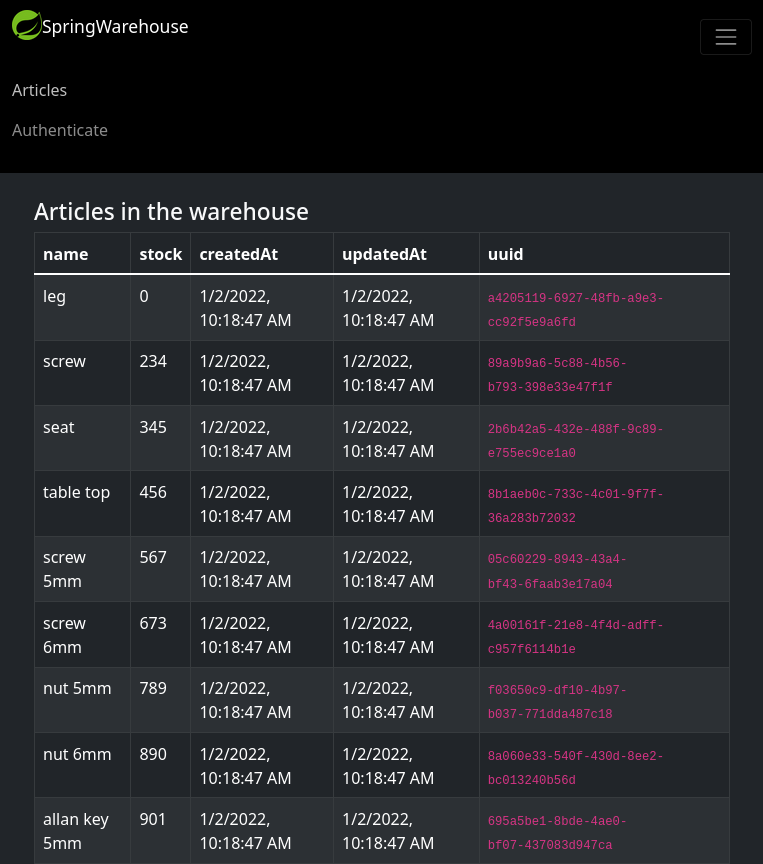 SpringWarehouse
Articles
Authenticate
Articles in the warehouse
name stock createdAt updatedAt uuid
leg 0 1/2/2022, 1/2/2022, a4205119-6927-48fb-a9e3-
10:18:47 AM 10:18:47 AM cc92f5e9a6fd
screw 234 1/2/2022, 1/2/2022, 89a9b9a6-5c88-4b56-
10:18:47 AM 10:18:47 AM b793-398e33e47f1f
seat 345 1/2/2022, 1/2/2022, 2b6b42a5-432e-488f-9c89-
10:18:47 AM 10:18:47 AM e755ec9ce1a0
table top 456 1/2/2022, 1/2/2022, 8b1aeb0c-733c-4c01-9f7f-
10:18:47 AM 10:18:47 AM 36a283b72032
screw 567 1/2/2022, 1/2/2022, 05c60229-8943-43a4-
5mm 10:18:47 AM 10:18:47 AM bf43-6faab3e17a04
screw 673 1/2/2022, 1/2/2022, 4a00161f-21e8-4f4d-adff-
6mm 10:18:47 AM 10:18:47 AM c957f6114b1e
nut 5mm 789 1/2/2022, 1/2/2022, f03650c9-df10-4b97-
10:18:47 AM 10:18:47 AM b037-771dda487c18
nut 6mm 890 1/2/2022, 1/2/2022, 8a060e33-540f-430d-8ee2-
10:18:47 AM 10:18:47 AM bc013240b56d
allan key 901 1/2/2022, 1/2/2022, 695a5be1-8bde-4ae0-
5mm 10:18:47 AM 10:18:47 AM bf07-437083d947ca